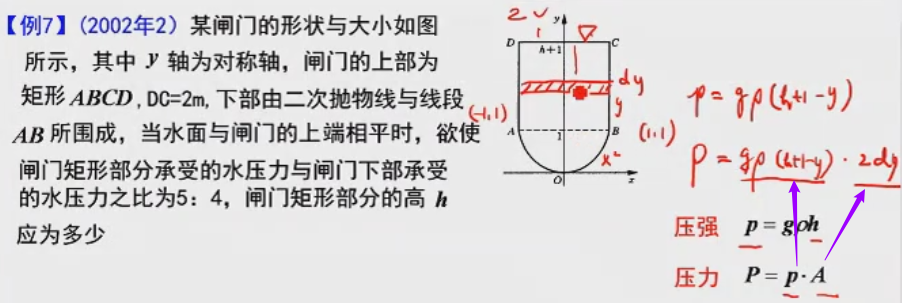 【例7】(2002年2) 某闸门的形状与大小如图
所示，其中 y 轴为对称轴，闸门的上部为
矩形 ABCD, DC=2m, 下部由二次抛物线与线段
AB 所围成，当水面与闸门的上端相平时，欲使
闸门矩形部分承受的水压力与闸门下部承受
的水压力之比为5：4，闸门矩形部分的高 h
应为多少
2
y
D
h+1
C
dy
y
(-1,1)
A
1
B
(1,1)
x²
O
x
p = gρ(h+1-y)
P = gρ(h+1-y)·2dy
压强 p = gρh
压力 P = p·A